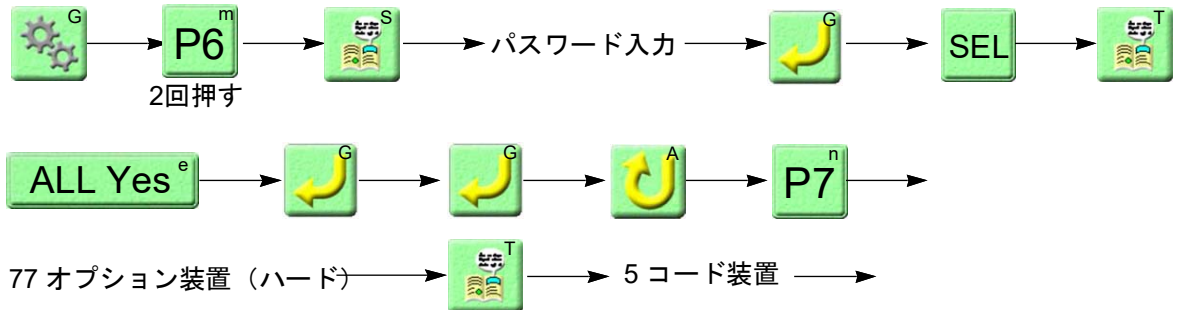 G P6 m S パスワード入力 G SEL T
2回押す
ALL Yes e G G A P7 n
77 オプション装置（ハード） T 5 コード装置